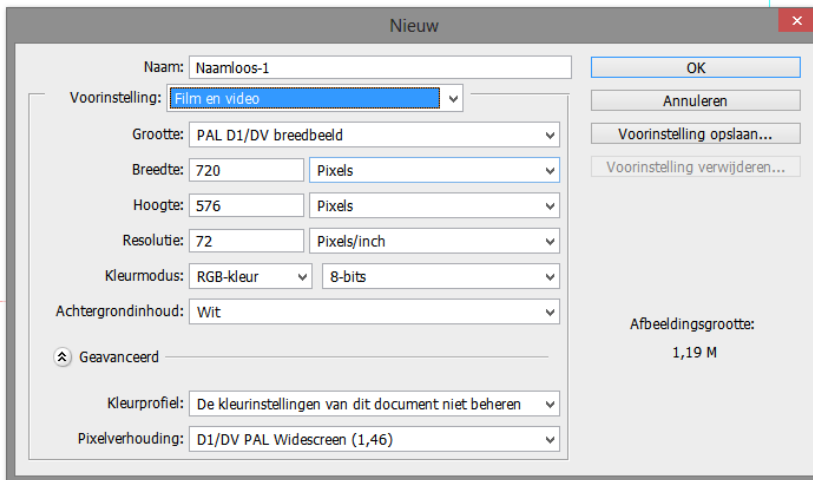 Nieuw
Naam: Naamloos-1
OK
Voorinstelling: Film en video
Annuleren
Grootte: PAL D1/DV breedbeeld
Voorinstelling opslaan...
Breedte: 720 Pixels
Voorinstelling verwijderen...
Hoogte: 576 Pixels
Resolutie: 72 Pixels/inch
Kleurmodus: RGB-kleur 8-bits
Achtergrondinhoud: Wit
Afbeeldingsgrootte:
1,19 M
Geavanceerd
Kleurprofiel: De kleurinstellingen van dit document niet beheren
Pixelverhouding: D1/DV PAL Widescreen (1,46)